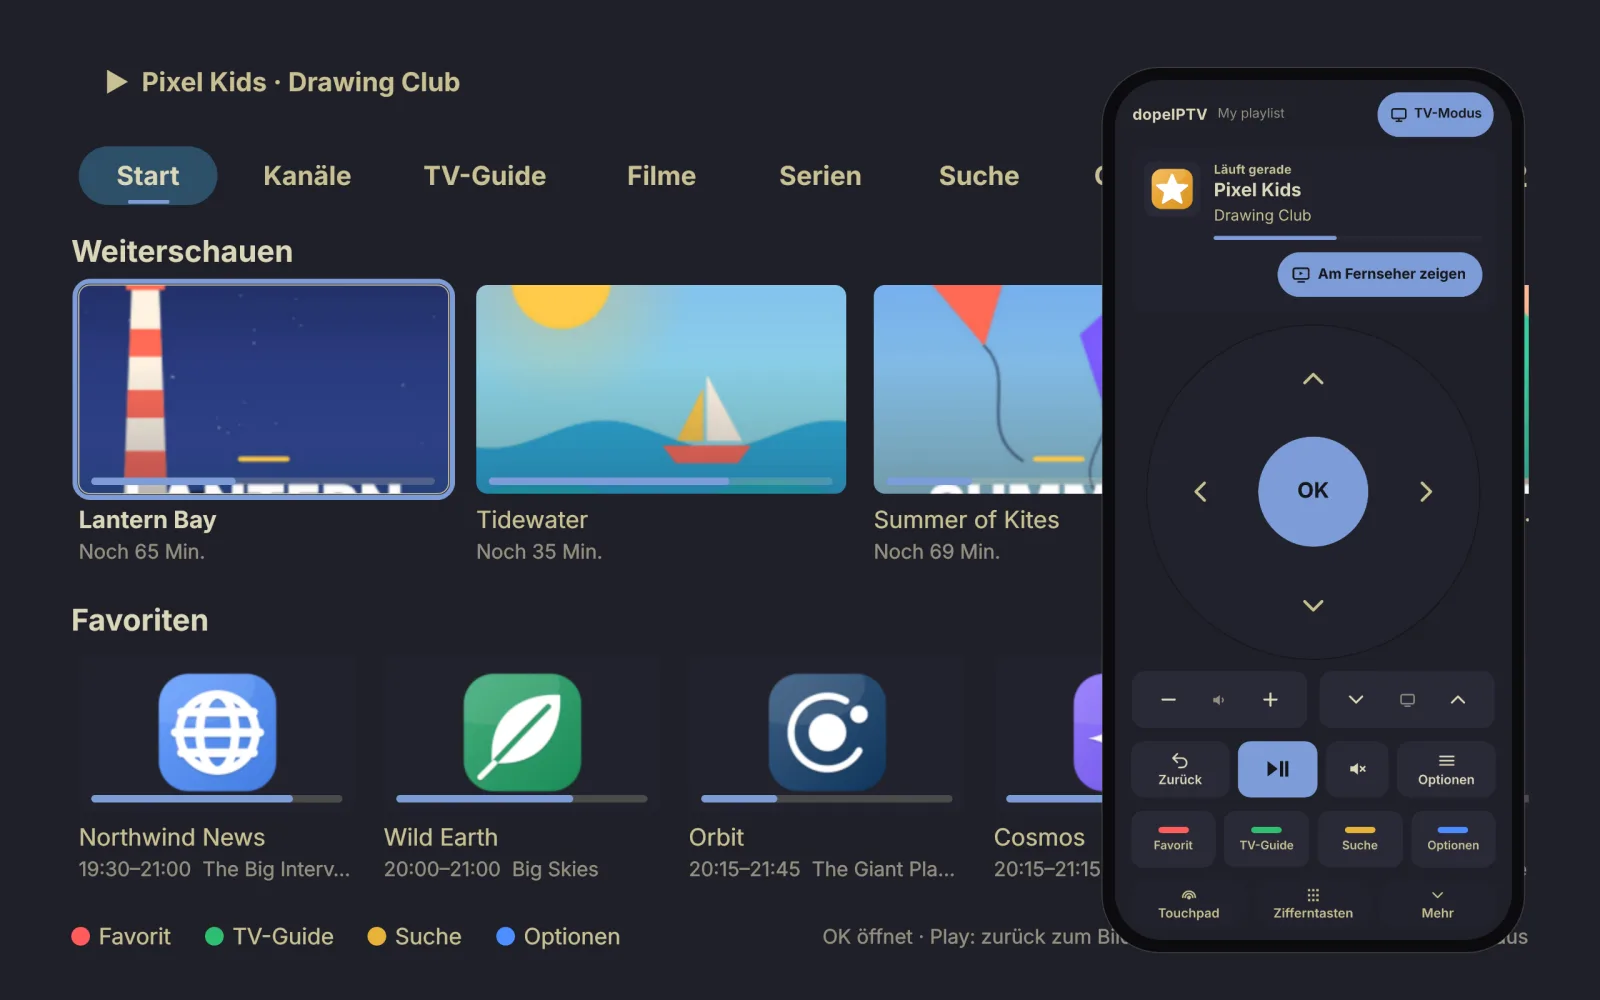 Pixel Kids · Drawing Club
Start
Kanäle
TV-Guide
Filme
Serien
Suche
Weiterschauen
LANTERN
Lantern Bay
Noch 65 Min.
Tidewater
Noch 35 Min.
Summer of Kites
Noch 69 Min.
Favoriten
Northwind News
19:30–21:00 The Big Interv...
Wild Earth
20:00–21:00 Big Skies
Orbit
20:15–21:45 The Giant Pla...
Cosmos
20:15–21:15
Favorit
TV-Guide
Suche
Optionen
OK öffnet · Play: zurück zum
dopeIPTV My playlist
TV-Modus
Läuft gerade
Pixel Kids
Drawing Club
Am Fernseher zeigen
OK
Zurück
Optionen
Favorit
TV-Guide
Suche
Optionen
Touchpad
Zifferntasten
Mehr